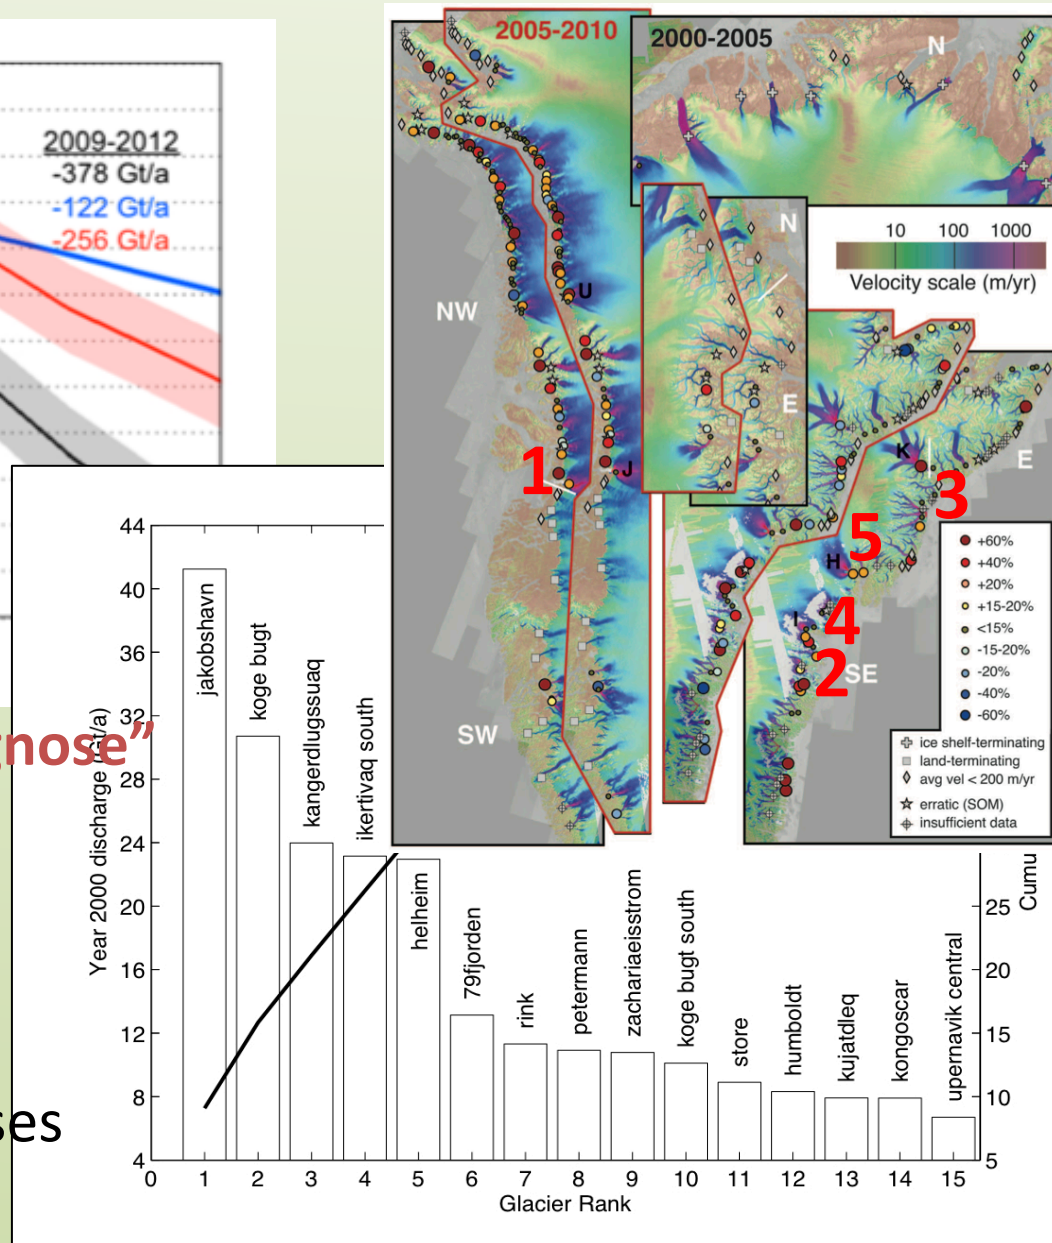 2009-2012
-378 Gt/a
-122 Gt/a
-256 Gt/a
2005-2010
2000-2005
N
N
10 100 1000
Velocity scale (m/yr)
NW
U
E
K
E
1
J
3
5
H
I
4
2
SE
SW
+60%
+40%
+20%
+15-20%
<15%
-15-20%
-20%
-40%
-60%
ice shelf-terminating
land-terminating
avg vel < 200 m/yr
erratic (SOM)
insufficient data
gnose”
ses
Year 2000 discharge (Gt/a)
44
40
36
32
28
24
20
16
12
8
4
jakobshavn
koge bugt
kangerdlugssuaq
ikertivaq south
helheim
79fjorden
rink
petermann
zachariaeisstrom
koge bugt south
store
humboldt
kujatdleq
kongoscar
upernavik central
Cumu
25
20
15
10
5
0 1 2 3 4 5 6 7 8 9 10 11 12 13 14 15
Glacier Rank